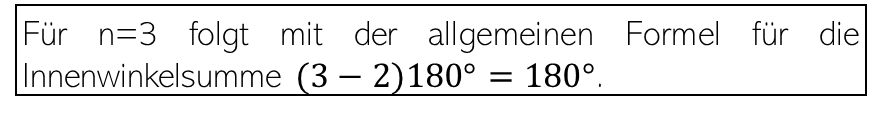 Für n=3 folgt mit der allgemeinen Formel für die
Innenwinkelsumme (3 − 2)180° = 180°.